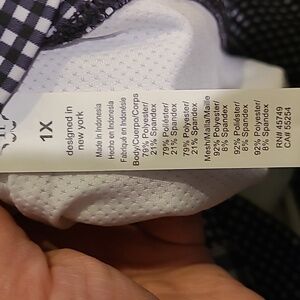 1X
designed in
new york
Made in Indonesia
Hecho en Indonesia
Fabriqué en Indonésie
Body/Cuerpo/Corps
79% Polyester/
21% Spandex
79% Poliéster/
21% Spandex
79% Polyester/
21% Spandex
Mesh/Malla/Maille
92% Polyester/
8% Spandex
92% Poliéster/
8% Spandex
92% Polyester/
8% Spandex
RN# 45749
CA# 55254